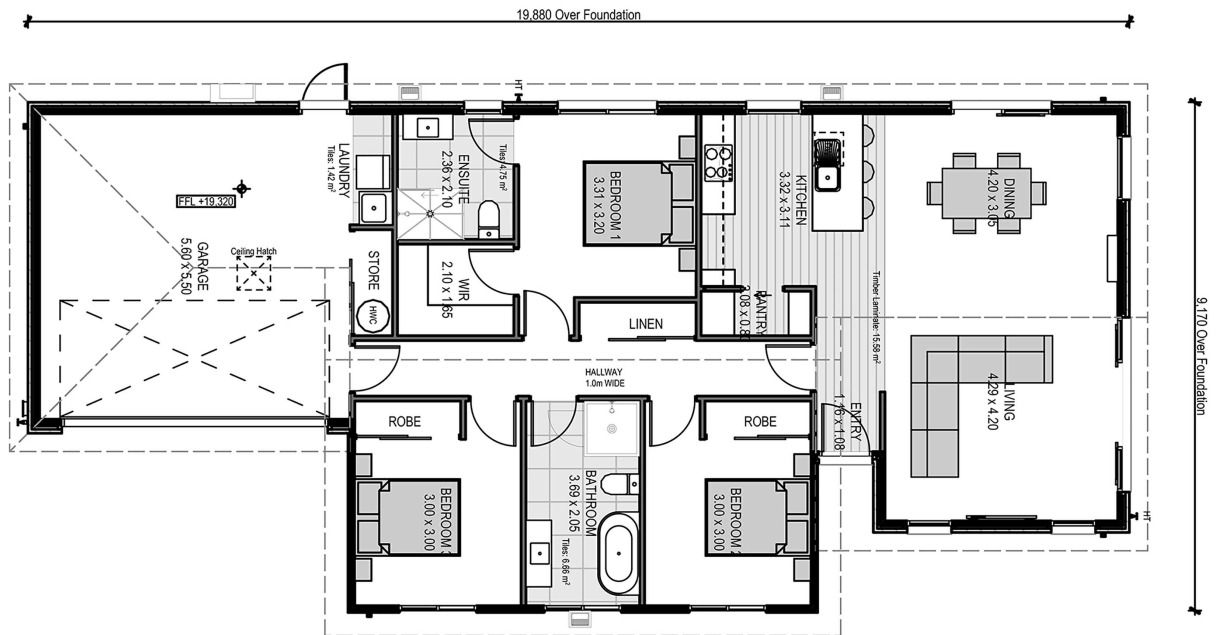 19,880 Over Foundation
HT
LAUNDRY
Tiles: 1.42 m²
ENSUITE
2.36 x 2.10
Tiles: 4.75 m²
BEDROOM 1
3.31 x 3.20
KITCHEN
3.32 x 3.11
DINING
4.20 x 3.05
FFL +19.320
GARAGE
5.60 x 5.50
Ceiling Hatch
STORE
HWC
WIR
2.10 x 1.65
LINEN
PANTRY
Timber Laminate: 15.58 m²
9,170 Over Foundation
HALLWAY
1.0m WIDE
ROBE
ROBE
ENTRY
1.16 x 1.08
LIVING
4.29 x 4.20
BEDROOM 3
3.00 x 3.00
BATHROOM
3.69 x 2.05
Tiles: 6.66 m²
BEDROOM 2
3.00 x 3.00
HT